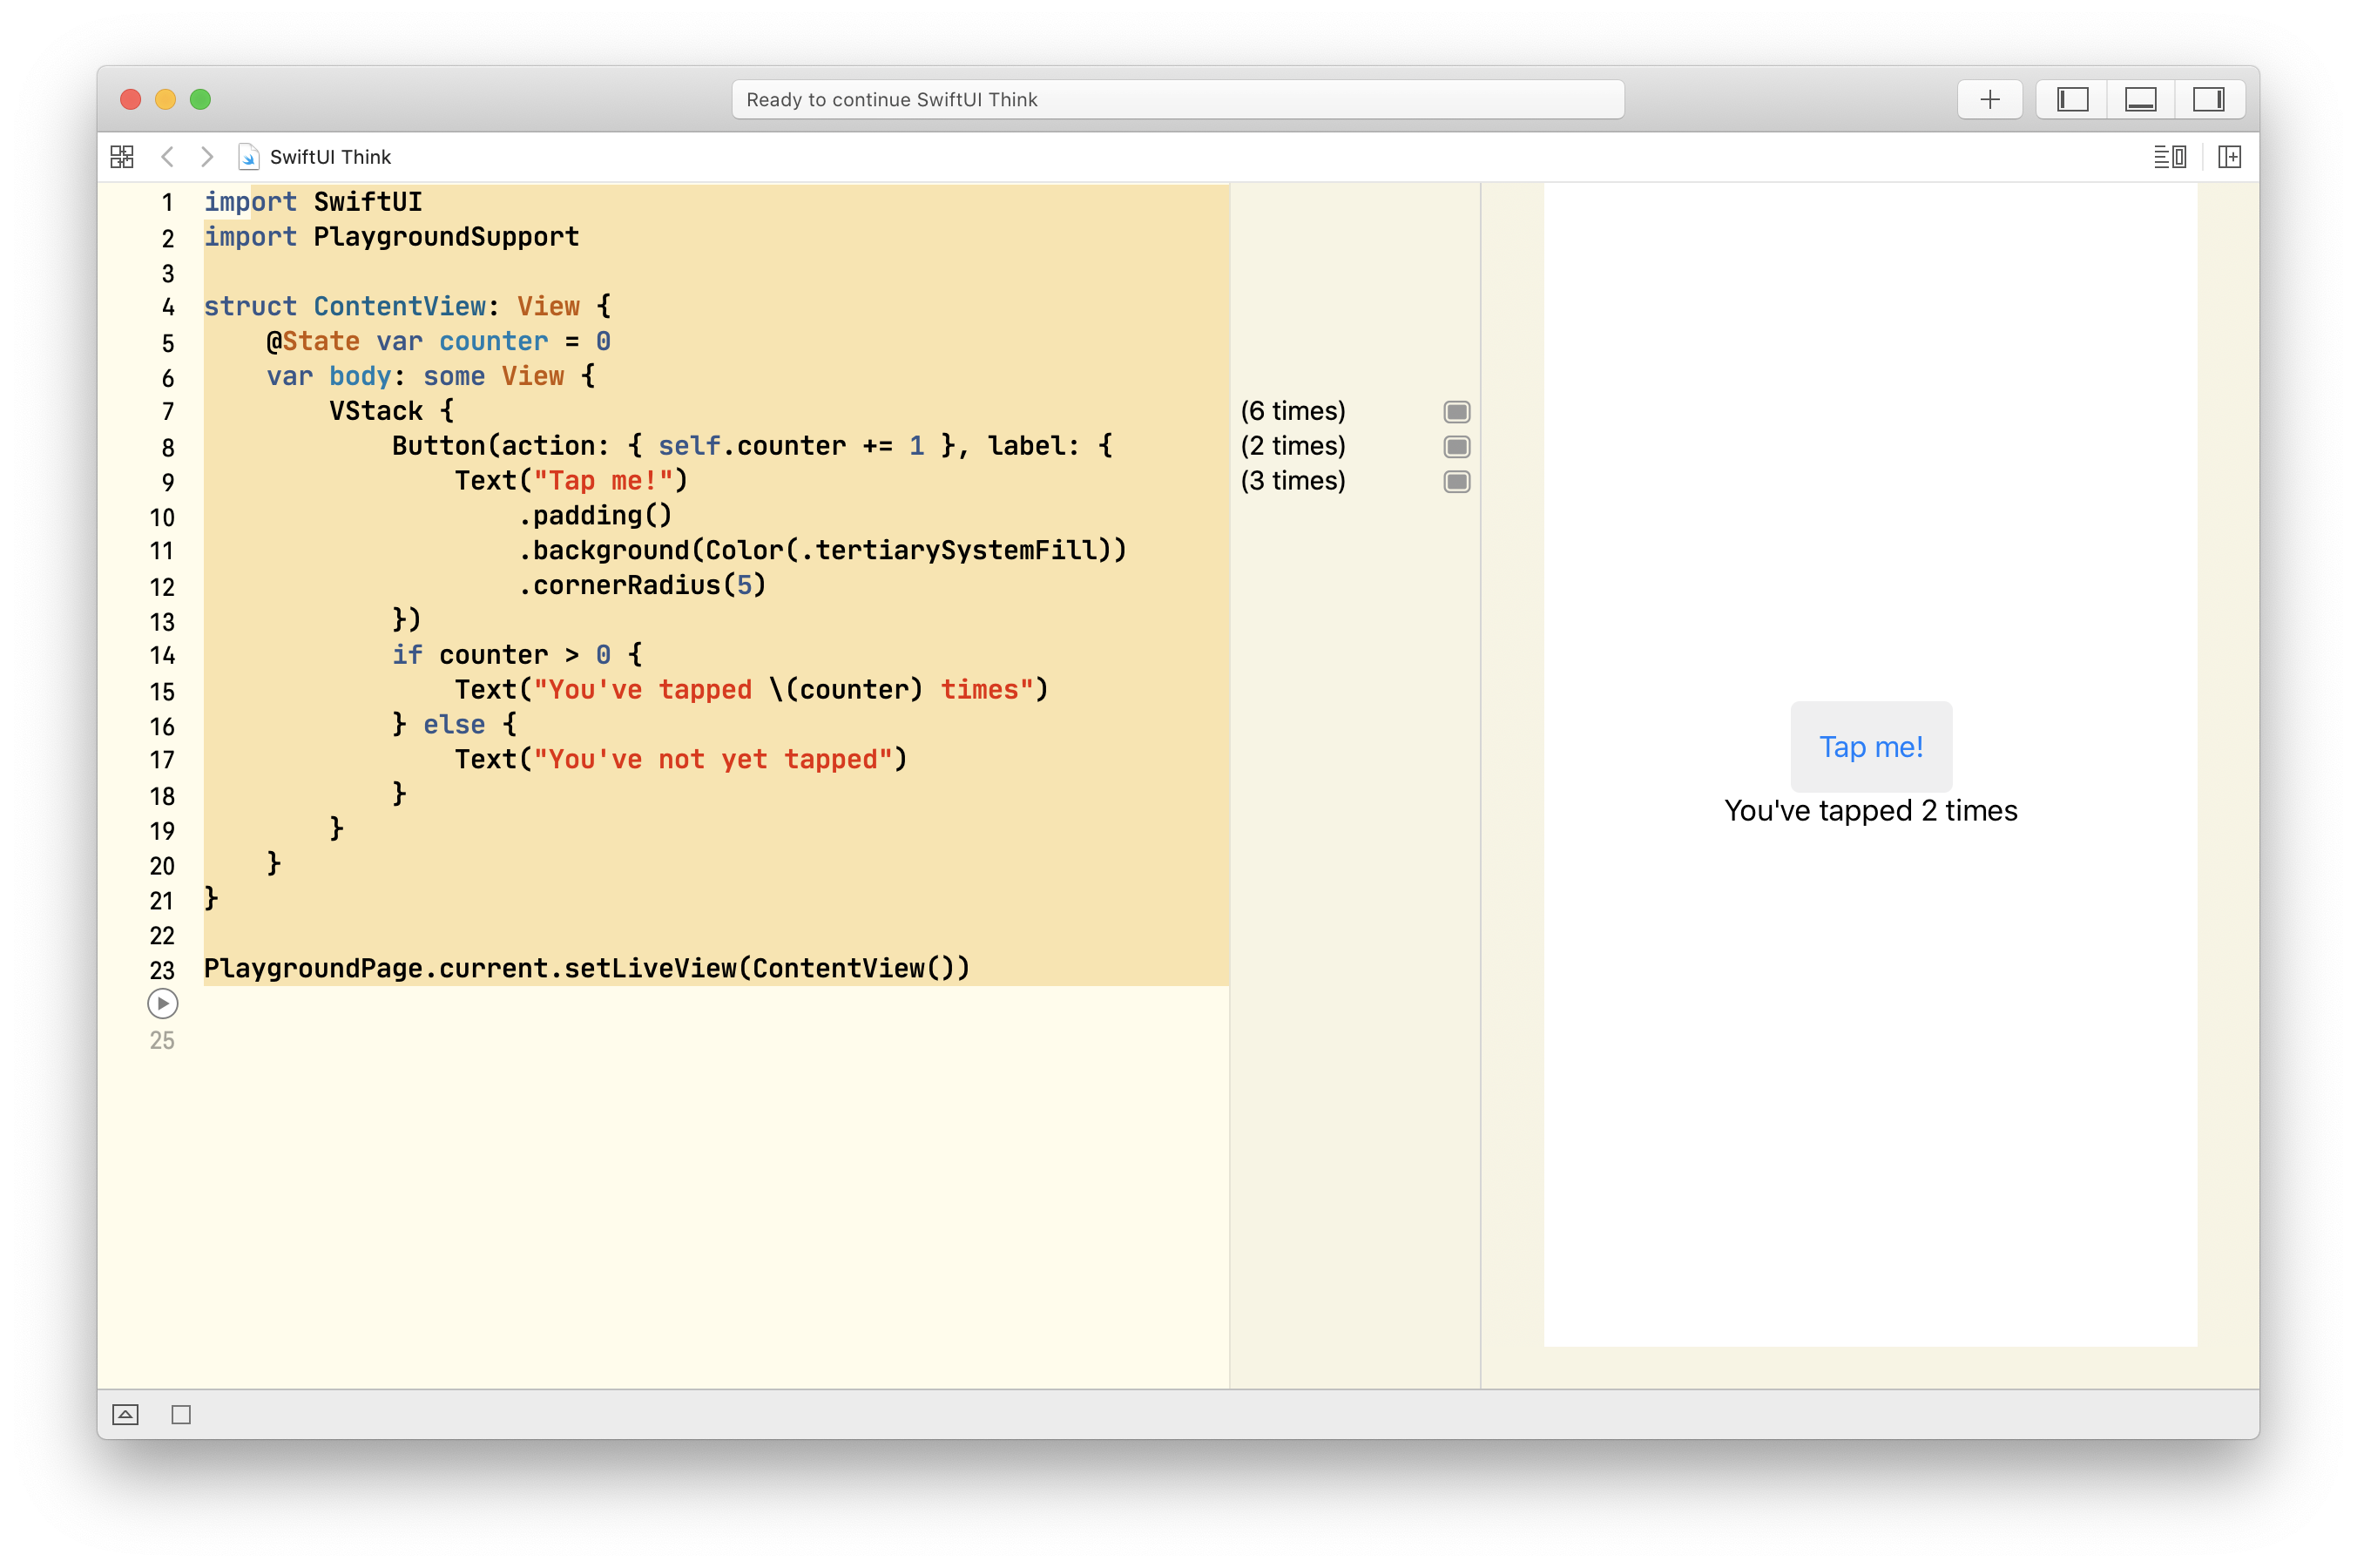 Ready to continue SwiftUI Think
SwiftUI Think
1 import SwiftUI
2 import PlaygroundSupport
3
4 struct ContentView: View {
5     @State var counter = 0
6     var body: some View {
7         VStack {
8             Button(action: { self.counter += 1 }, label: {
9                 Text("Tap me!")
10                     .padding()
11                     .background(Color(.tertiarySystemFill))
12                     .cornerRadius(5)
13             })
14             if counter > 0 {
15                 Text("You've tapped \(counter) times")
16             } else {
17                 Text("You've not yet tapped")
18             }
19         }
20     }
21 }
22
23 PlaygroundPage.current.setLiveView(ContentView())
25
(6 times)
(2 times)
(3 times)
Tap me!
You've tapped 2 times